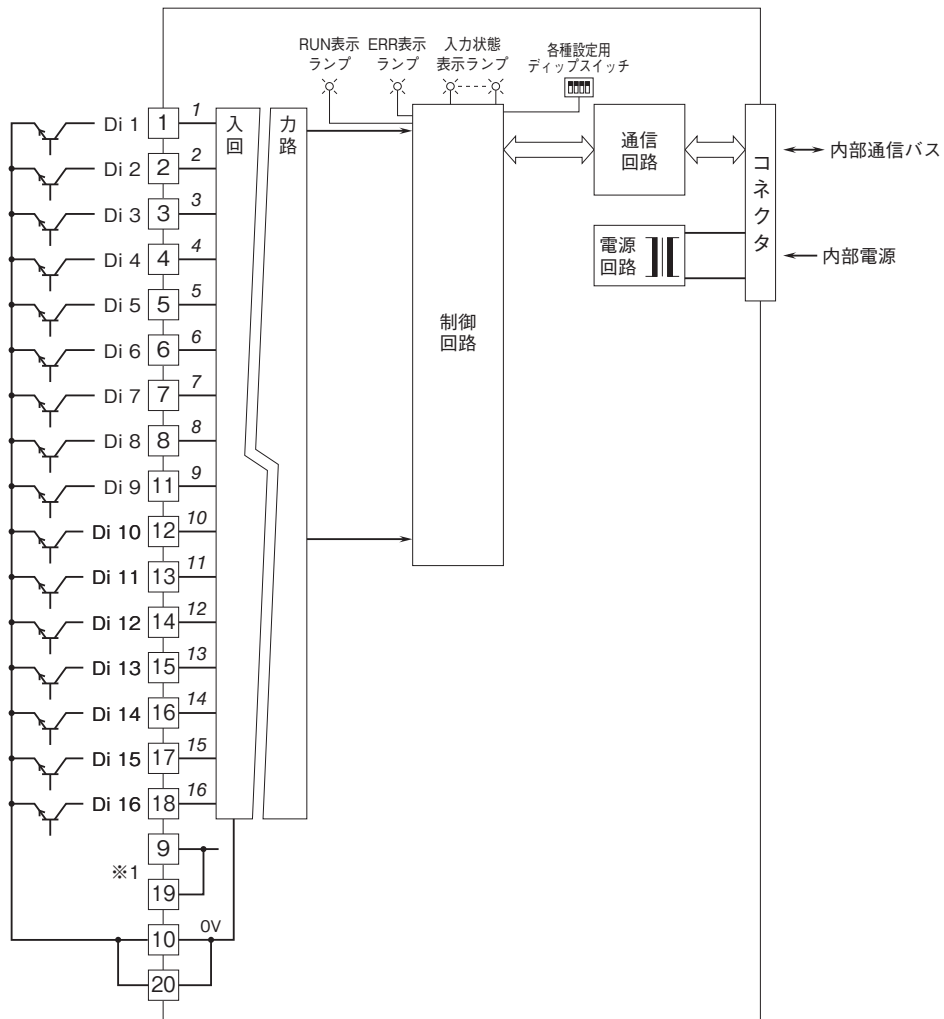 RUN表示
ランプ
ERR表示
ランプ
入力状態
表示ランプ
各種設定用
ディップスイッチ
Di 1 1 1
Di 2 2 2
Di 3 3 3
Di 4 4 4
Di 5 5 5
Di 6 6 6
Di 7 7 7
Di 8 8 8
Di 9 11 9
Di 10 12 10
Di 11 13 11
Di 12 14 12
Di 13 15 13
Di 14 16 14
Di 15 17 15
Di 16 18 16
9
※1
19
10 0V
20
入力
回路
制御
回路
通信
回路
電源
回路
コネクタ
内部通信バス
内部電源